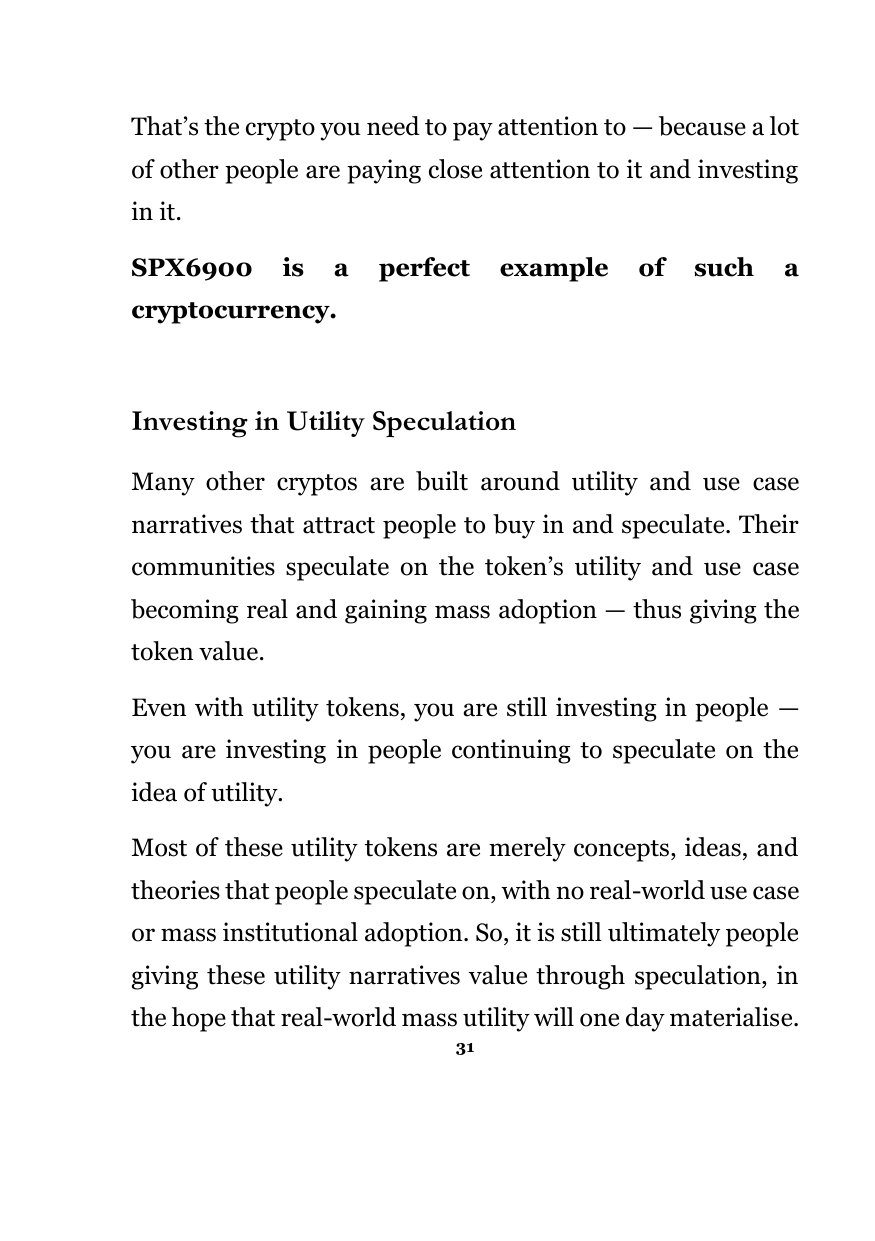 That’s the crypto you need to pay attention to — because a lot
of other people are paying close attention to it and investing
in it.
SPX6900 is a perfect example of such a
cryptocurrency.
Investing in Utility Speculation
Many other cryptos are built around utility and use case
narratives that attract people to buy in and speculate. Their
communities speculate on the token’s utility and use case
becoming real and gaining mass adoption — thus giving the
token value.
Even with utility tokens, you are still investing in people —
you are investing in people continuing to speculate on the
idea of utility.
Most of these utility tokens are merely concepts, ideas, and
theories that people speculate on, with no real-world use case
or mass institutional adoption. So, it is still ultimately people
giving these utility narratives value through speculation, in
the hope that real-world mass utility will one day materialise.
31